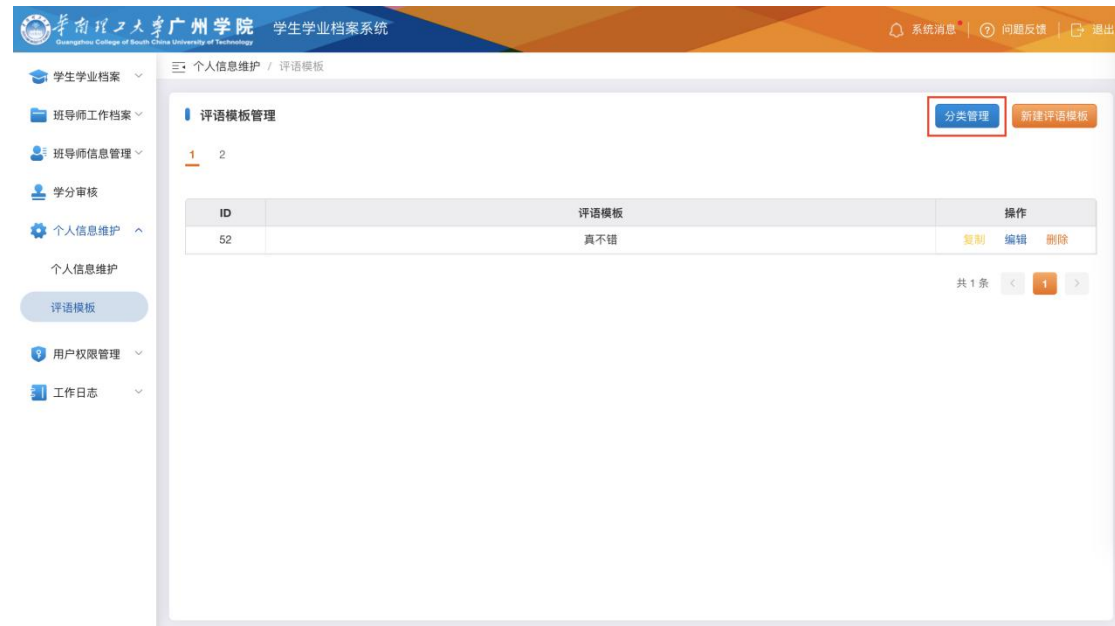 华南理工大学广州学院 学生学业档案系统 系统消息 | 问题反馈 | 退出
Guangzhou College of South China University of Technology
学生学业档案
个人信息维护 / 评语模板
班导师工作档案
评语模板管理 分类管理 新建评语模板
班导师信息管理
1 2
学分审核
ID 评语模板 操作
个人信息维护
52 真不错 复制 编辑 删除
个人信息维护
共 1 条 < 1 >
评语模板
用户权限管理
工作日志